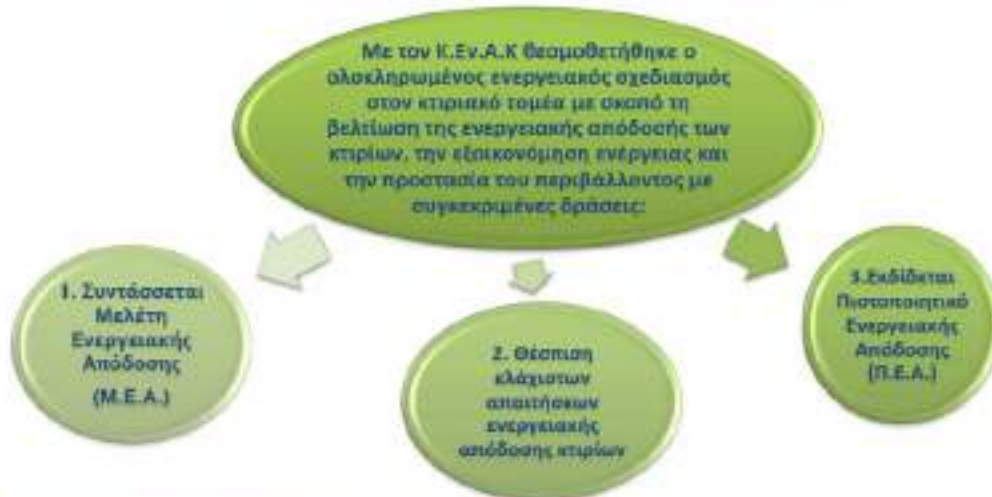 Με τον Κ.Εν.Α.Κ θεσμοθετήθηκε ο
ολοκληρωμένος ενεργειακός σχεδιασμός
στον κτιριακό τομέα με σκοπό τη
βελτίωση της ενεργειακής απόδοσής των
κτιρίων, την εξοικονόμηση ενέργειας και
την προστασία του περιβάλλοντος με
συγκεκριμένες δράσεις:
1. Συντάσσεται
Μελέτη
Ενεργειακής
Απόδοσης
(Μ.Ε.Α.)
2. Θέσπιση
ελάχιστων
απαιτήσεων
ενεργειακής
απόδοσης κτιρίων
3.Εκδίδεται
Πιστοποιητικό
Ενεργειακής
Απόδοσης
(Π.Ε.Α.)